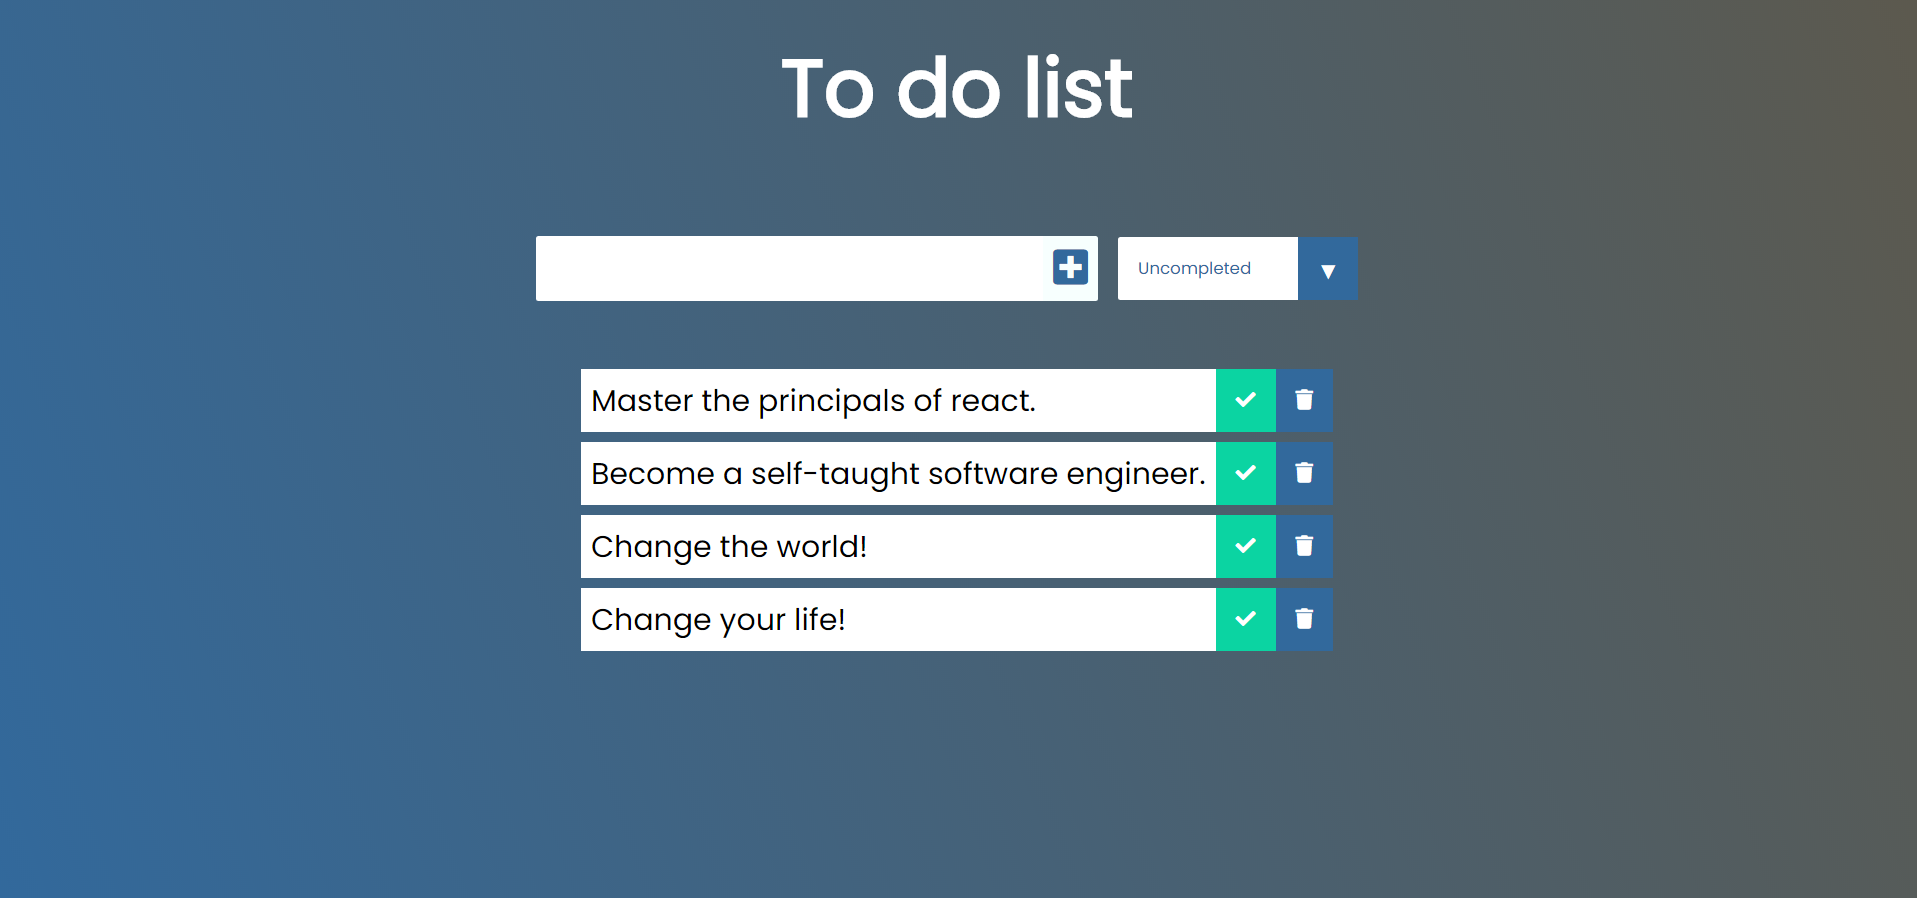 To do list
Uncompleted
Master the principals of react.
Become a self-taught software engineer.
Change the world!
Change your life!